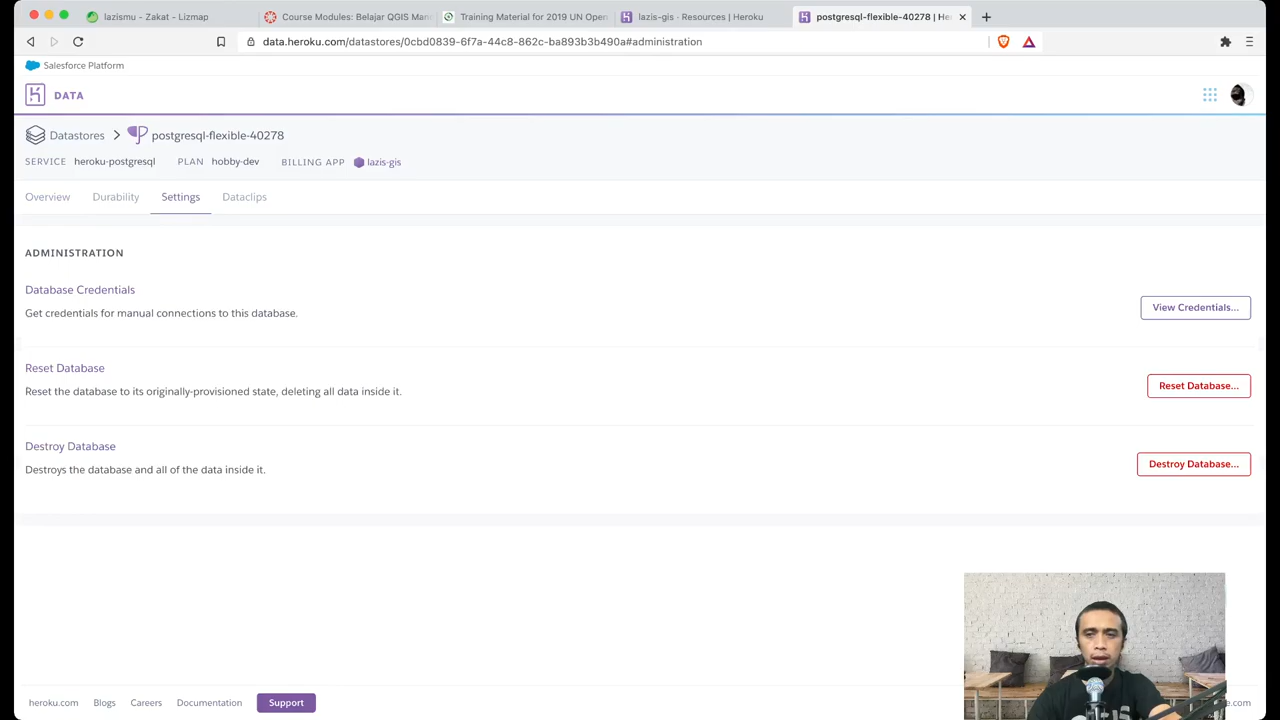 lazismu - Zakat - Lizmap
Course Modules: Belajar QGIS Man
Training Material for 2019 UN Open
lazis-gis · Resources | Heroku
postgresql-flexible-40278 | He
data.heroku.com/datastores/0cbd0839-6f7a-44c8-862c-ba893b3b490a#administration
Salesforce Platform
DATA
Datastores > postgresql-flexible-40278
SERVICE heroku-postgresql PLAN hobby-dev BILLING APP lazis-gis
Overview Durability Settings Dataclips
ADMINISTRATION
Database Credentials
Get credentials for manual connections to this database.
View Credentials...
Reset Database
Reset the database to its originally-provisioned state, deleting all data inside it.
Reset Database...
Destroy Database
Destroys the database and all of the data inside it.
Destroy Database...
heroku.com Blogs Careers Documentation Support